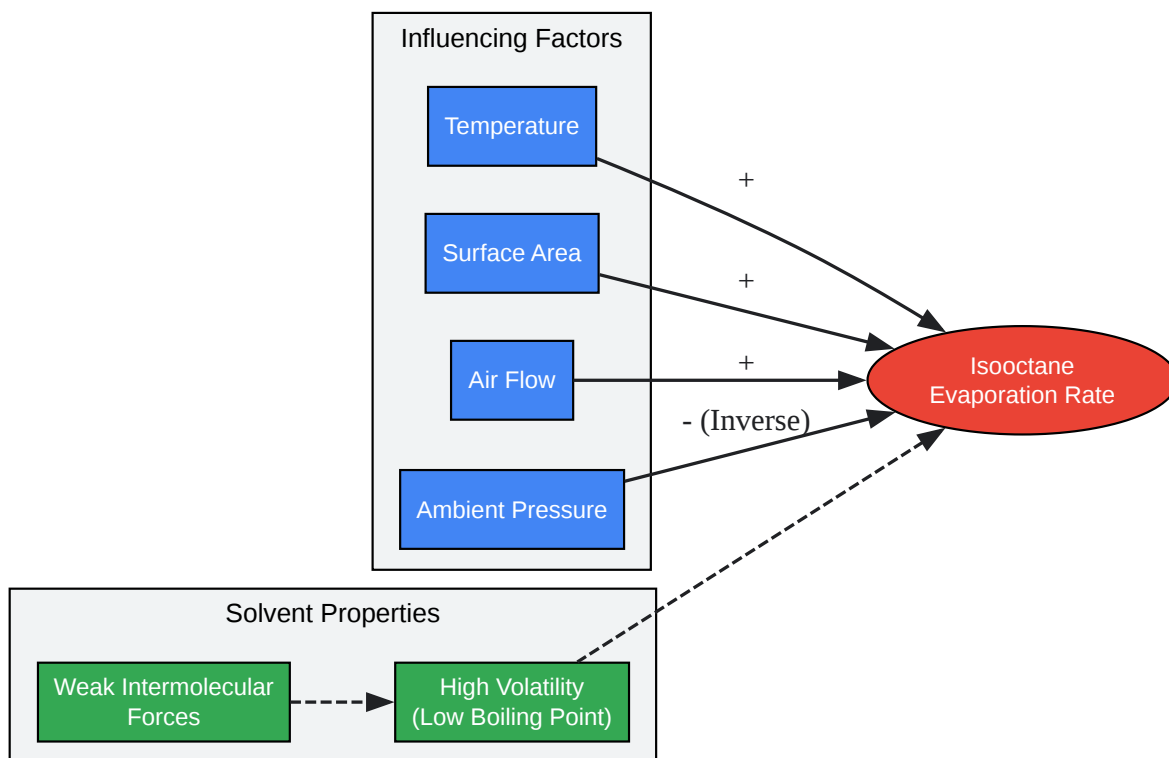 Influencing Factors
Temperature
+
Surface Area
+
Air Flow
+
- (Inverse)
Ambient Pressure
Isooctane
Evaporation Rate
Solvent Properties
Weak Intermolecular
Forces
High Volatility
(Low Boiling Point)